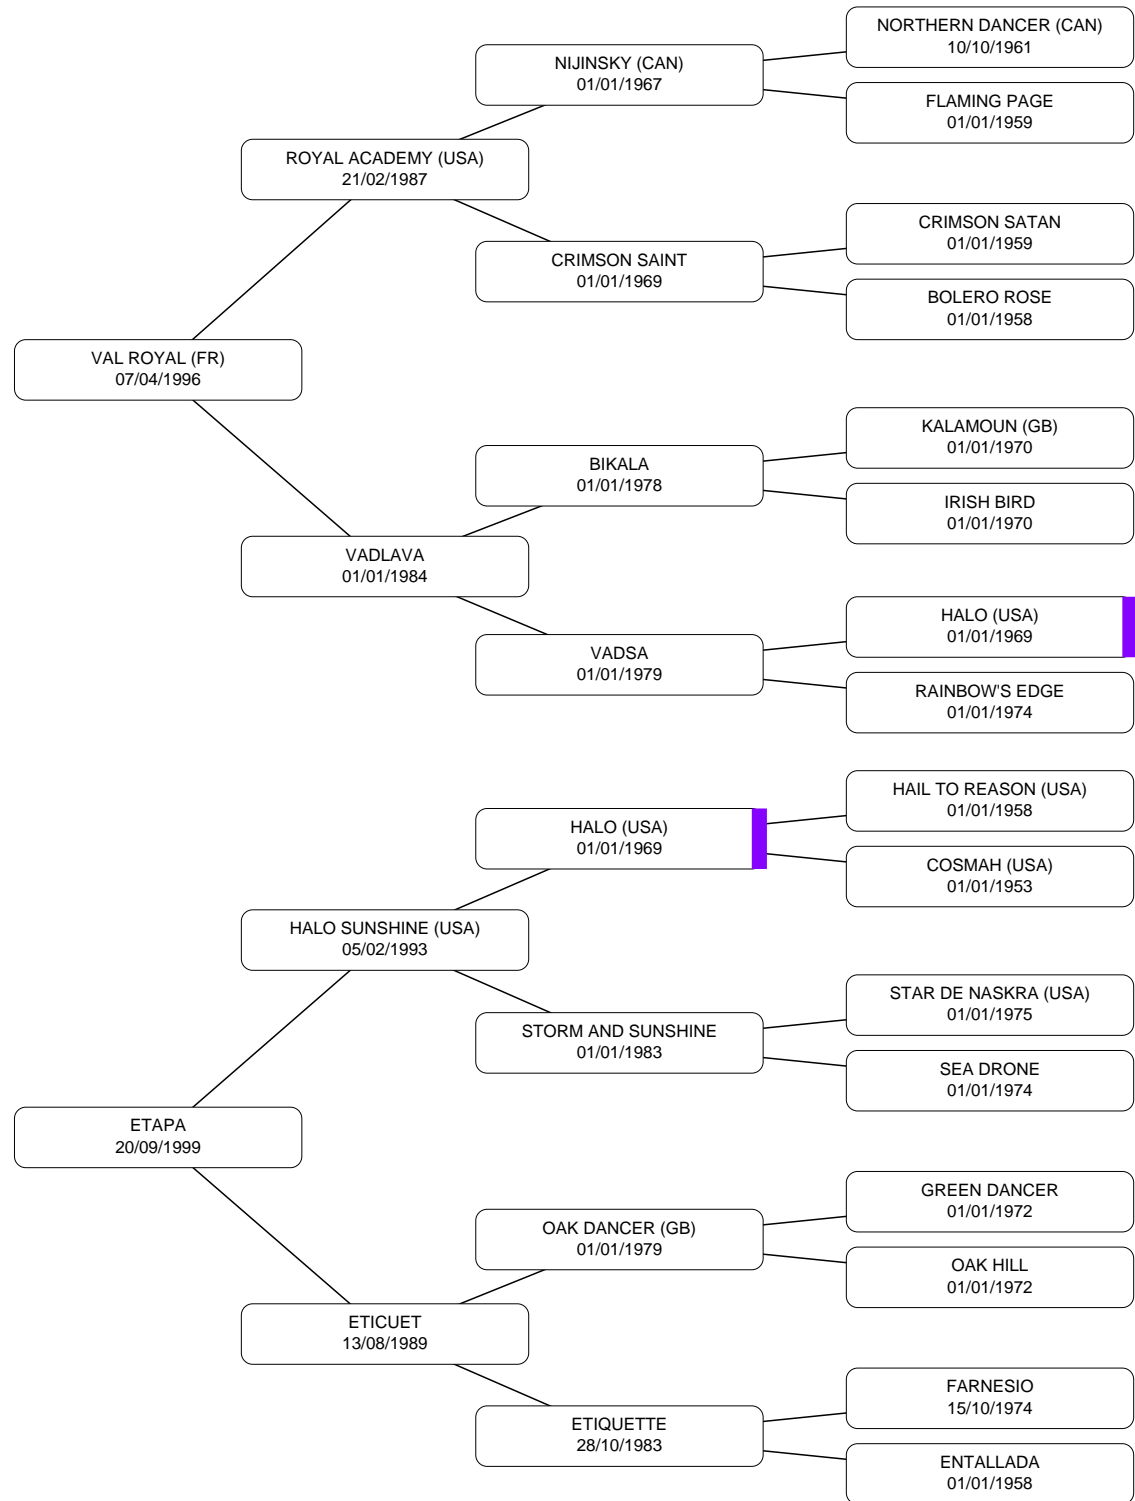 NORTHERN DANCER (CAN)
10/10/1961
NIJINSKY (CAN)
01/01/1967
FLAMING PAGE
01/01/1959
ROYAL ACADEMY (USA)
21/02/1987
CRIMSON SATAN
01/01/1959
CRIMSON SAINT
01/01/1969
BOLERO ROSE
01/01/1958
VAL ROYAL (FR)
07/04/1996
KALAMOUN (GB)
01/01/1970
BIKALA
01/01/1978
IRISH BIRD
01/01/1970
VADLAVA
01/01/1984
HALO (USA)
01/01/1969
VADSA
01/01/1979
RAINBOW'S EDGE
01/01/1974
HAIL TO REASON (USA)
01/01/1958
HALO (USA)
01/01/1969
COSMAH (USA)
01/01/1953
HALO SUNSHINE (USA)
05/02/1993
STAR DE NASKRA (USA)
01/01/1975
STORM AND SUNSHINE
01/01/1983
SEA DRONE
01/01/1974
ETAPA
20/09/1999
GREEN DANCER
01/01/1972
OAK DANCER (GB)
01/01/1979
OAK HILL
01/01/1972
ETICUET
13/08/1989
FARNESIO
15/10/1974
ETIQUETTE
28/10/1983
ENTALLADA
01/01/1958